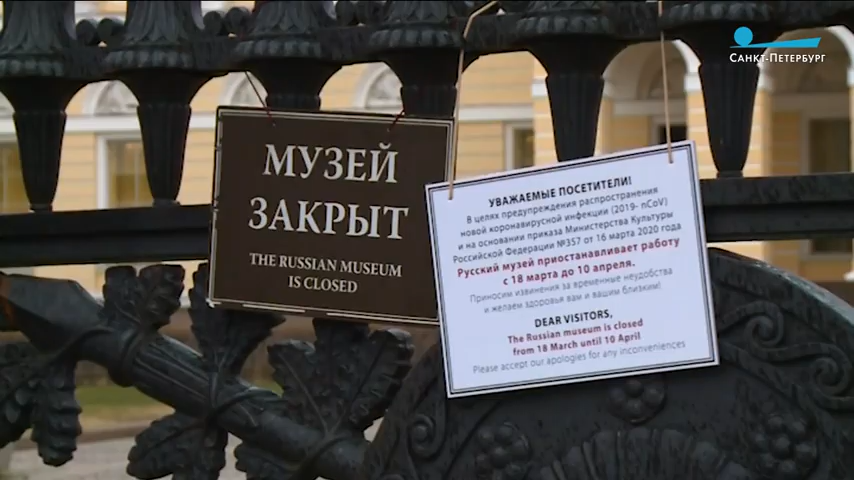 Санкт-Петербург
МУЗЕЙ
ЗАКРЫТ
THE RUSSIAN MUSEUM
IS CLOSED
УВАЖАЕМЫЕ ПОСЕТИТЕЛИ!
В целях предупреждения распространения
новой коронавирусной инфекции (2019- nCoV)
и на основании приказа Министерства Культуры
Российской Федерации №357 от 16 марта 2020 года
Русский музей приостанавливает работу
с 18 марта до 10 апреля.
Приносим извинения за временные неудобства
и желаем здоровья вам и вашим близким!
DEAR VISITORS,
The Russian museum is closed
from 18 March until 10 April
Please accept our apologies for any inconveniences